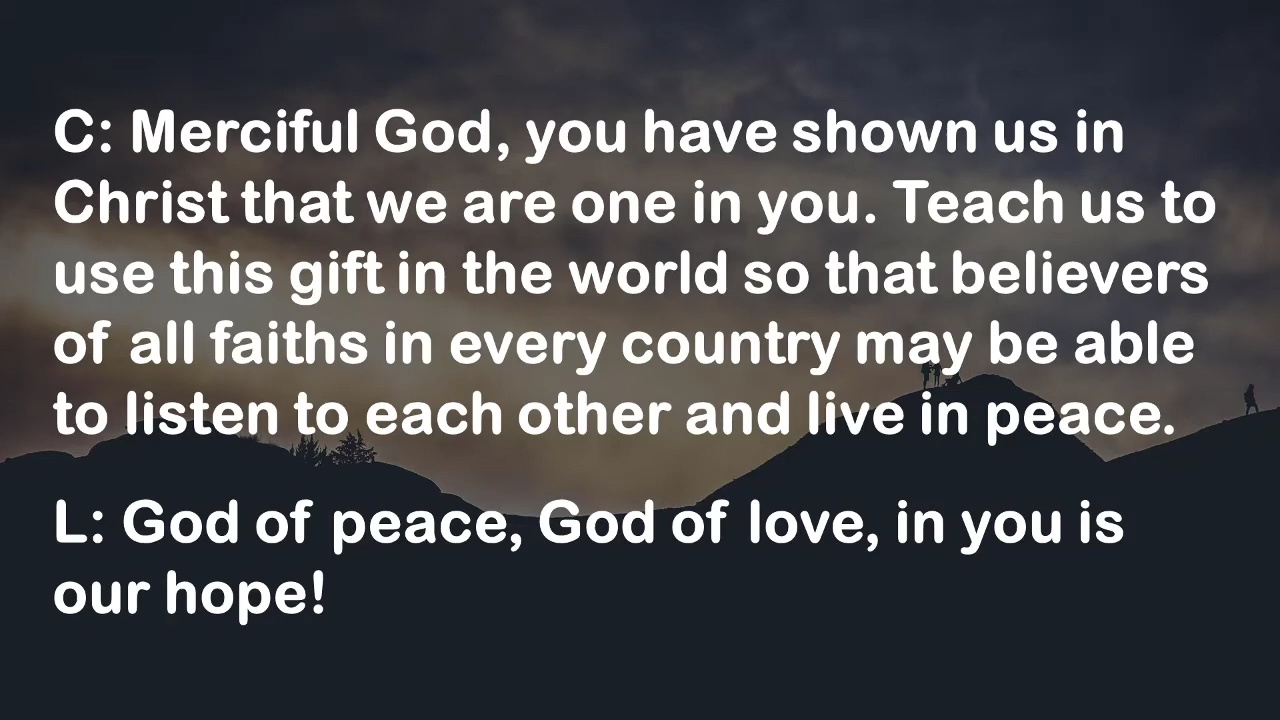 C: Merciful God, you have shown us in
Christ that we are one in you. Teach us to
use this gift in the world so that believers
of all faiths in every country may be able
to listen to each other and live in peace.
L: God of peace, God of love, in you is
our hope!